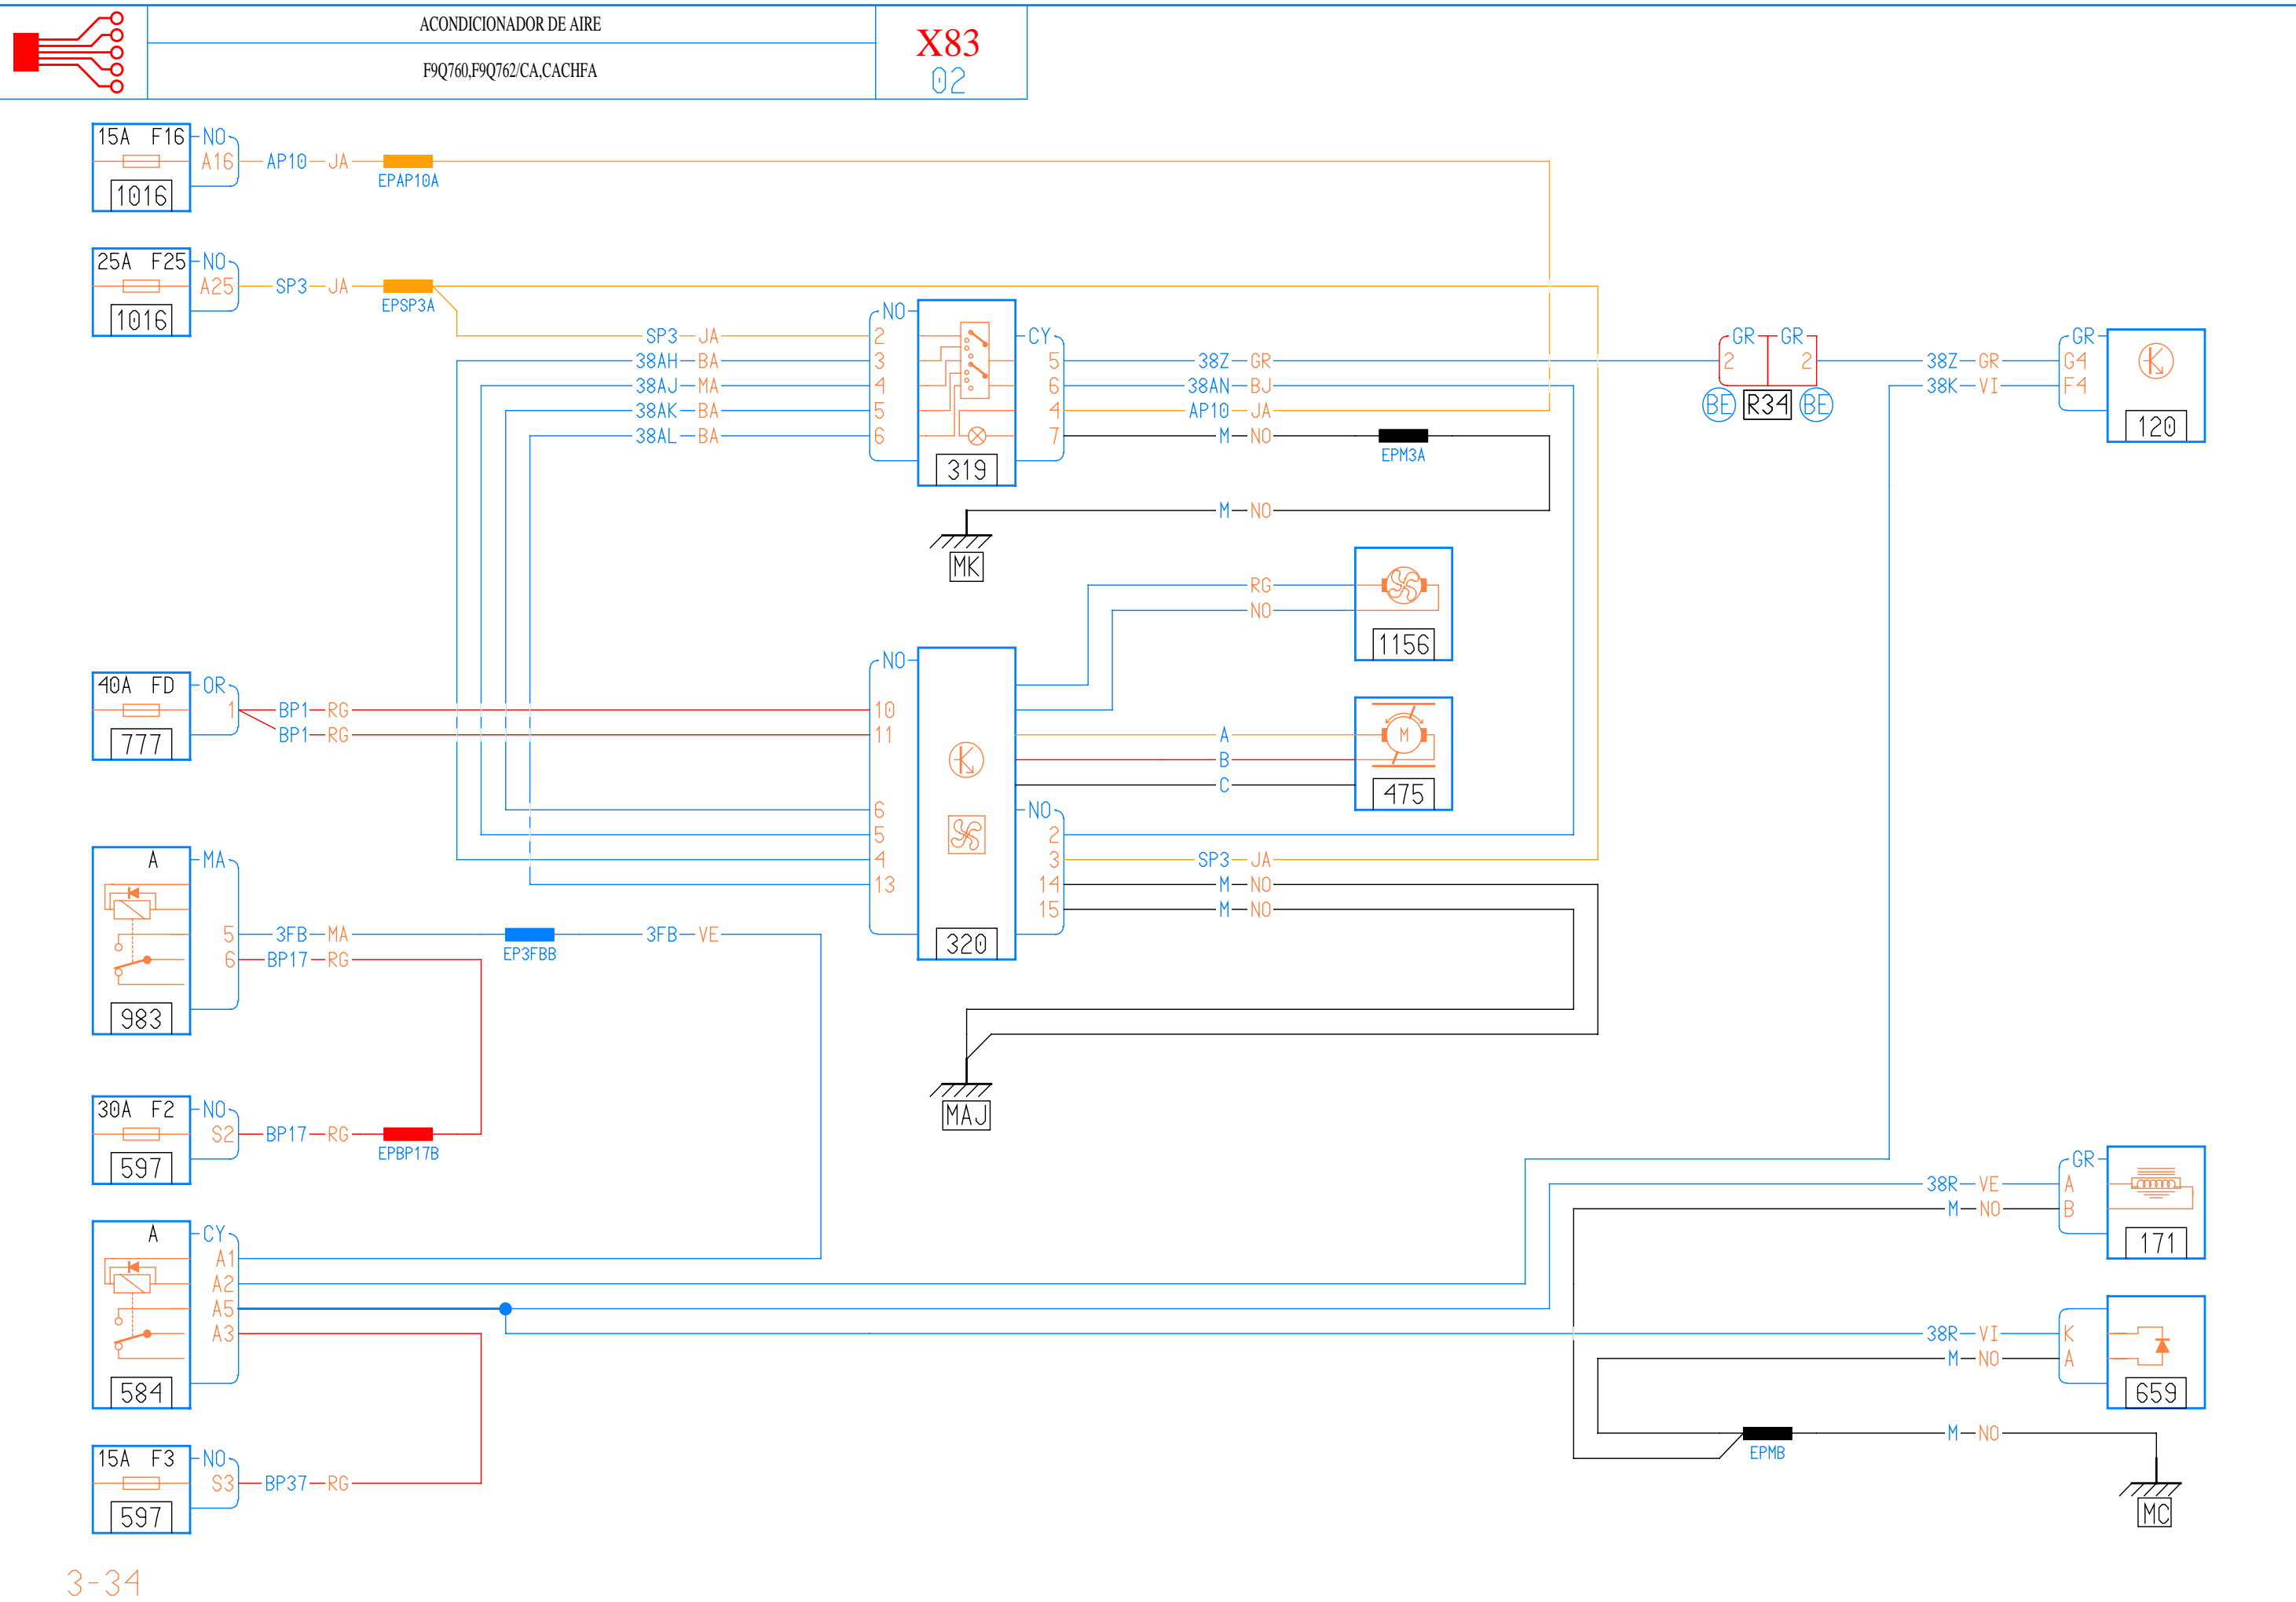 ACONDICIONADOR DE AIRE
F9Q760,F9Q762/CA,CACHFA
X83
02
15A F16 NO
A16 AP10 JA
EPAP10A
1016
25A F25 NO
A25 SP3 JA
EPSP3A
1016
NO
2 SP3 JA
3 38AH BA
4 38AJ MA
5 38AK BA
6 38AL BA
319
CY
5 38Z GR
6 38AN BJ
4 AP10 JA
7 M NO
EPM3A
M NO
MK
GR GR
2 2
BE R34 BE
GR
38Z GR G4
38K VI F4
120
RG
NO
1156
40A FD OR
1 BP1 RG
BP1 RG
777
NO
10
11
6
5
4
13
320
A
B
C
M
475
NO
2
3 SP3 JA
14 M NO
15 M NO
MAJ
A MA
5 3FB MA
EP3FBB
3FB VE
6 BP17 RG
983
30A F2 NO
S2 BP17 RG
EPBP17B
597
A CY
A1
A2
A5
A3
584
15A F3 NO
S3 BP37 RG
597
GR
38R VE A
M NO B
171
38R VI K
M NO A
659
EPMB
M NO
MC
3-34